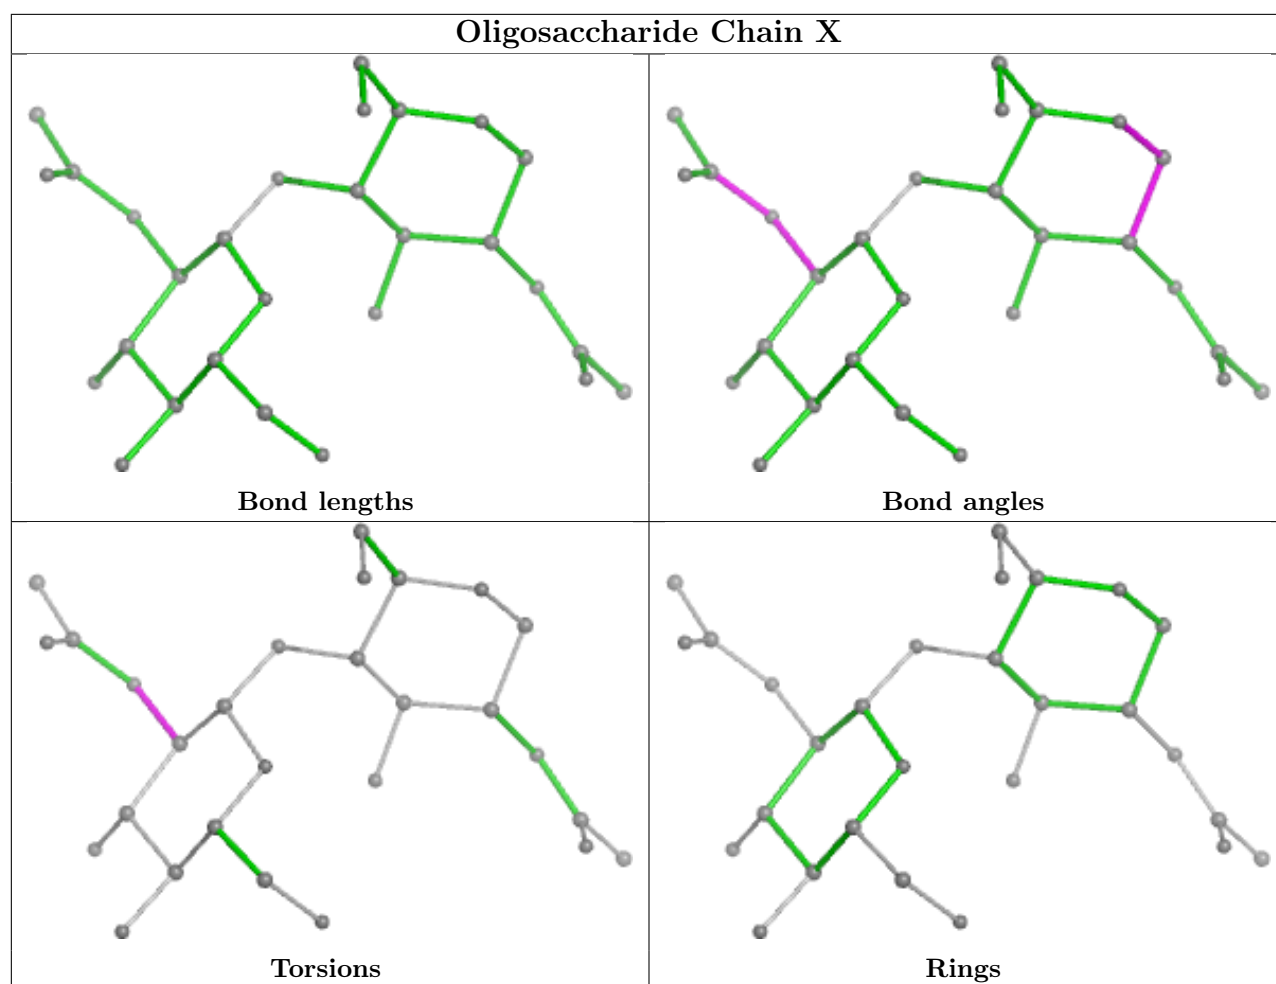 Oligosaccharide Chain X
Bond lengths
Bond angles
Torsions
Rings